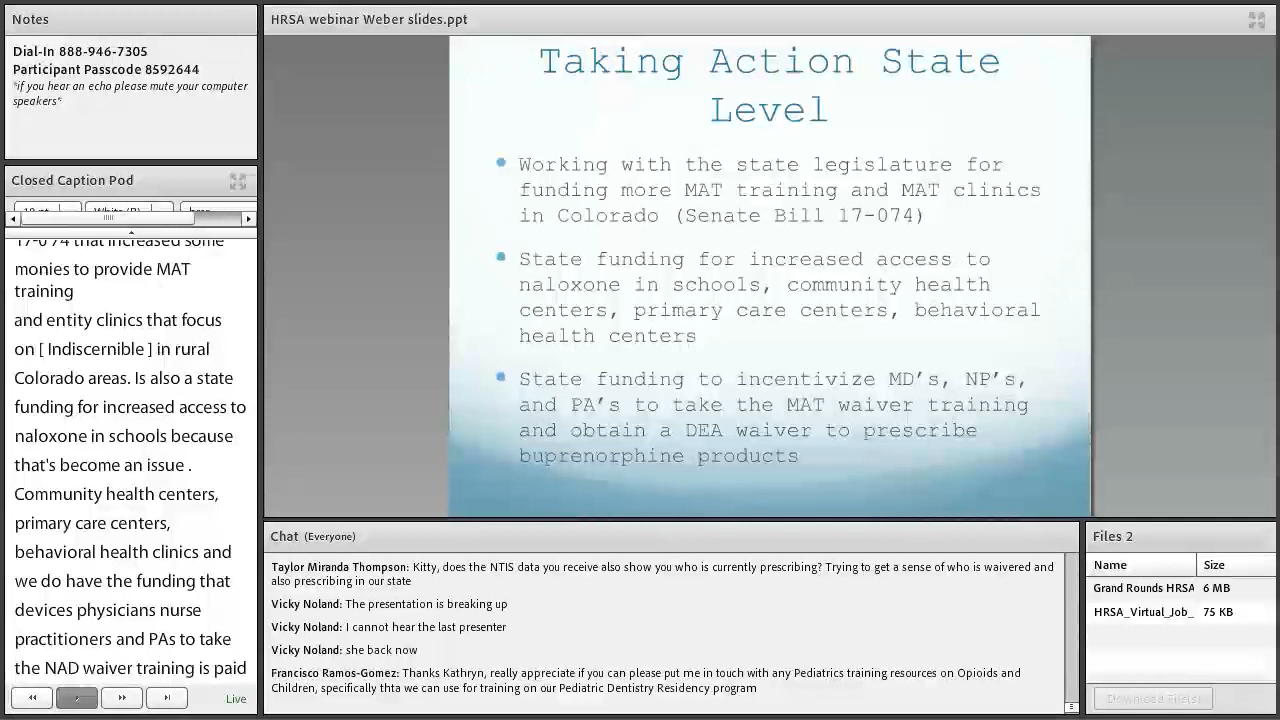 Notes
Dial-In 888-946-7305
Participant Passcode 8592644
*if you hear an echo please mute your computer
speakers*
Closed Caption Pod
17-0 74 that increased some
monies to provide MAT
training
and entity clinics that focus
on [ Indiscernible ] in rural
Colorado areas. Is also a state
funding for increased access to
naloxone in schools because
that's become an issue .
Community health centers,
primary care centers,
behavioral health clinics and
we do have the funding that
devices physicians nurse
practitioners and PAs to take
the NAD waiver training is paid
Live
HRSA webinar Weber slides.ppt
Taking Action State
Level
Working with the state legislature for
funding more MAT training and MAT clinics
in Colorado (Senate Bill 17-074)
State funding for increased access to
naloxone in schools, community health
centers, primary care centers, behavioral
health centers
State funding to incentivize MD’s, NP’s,
and PA’s to take the MAT waiver training
and obtain a DEA waiver to prescribe
buprenorphine products
Chat (Everyone)
Taylor Miranda Thompson: Kitty, does the NTIS data you receive also show you who is currently prescribing? Trying to get a sense of who is waivered and
also prescribing in our state
Vicky Noland: The presentation is breaking up
Vicky Noland: I cannot hear the last presenter
Vicky Noland: she back now
Francisco Ramos-Gomez: Thanks Kathryn, really appreciate if you can please put me in touch with any Pediatrics training resources on Opioids and
Children, specifically thta we can use for training on our Pediatric Dentistry Residency program
Files 2
Name Size
Grand Rounds HRSA 6 MB
HRSA_Virtual_Job_ 75 KB
Download File(s)